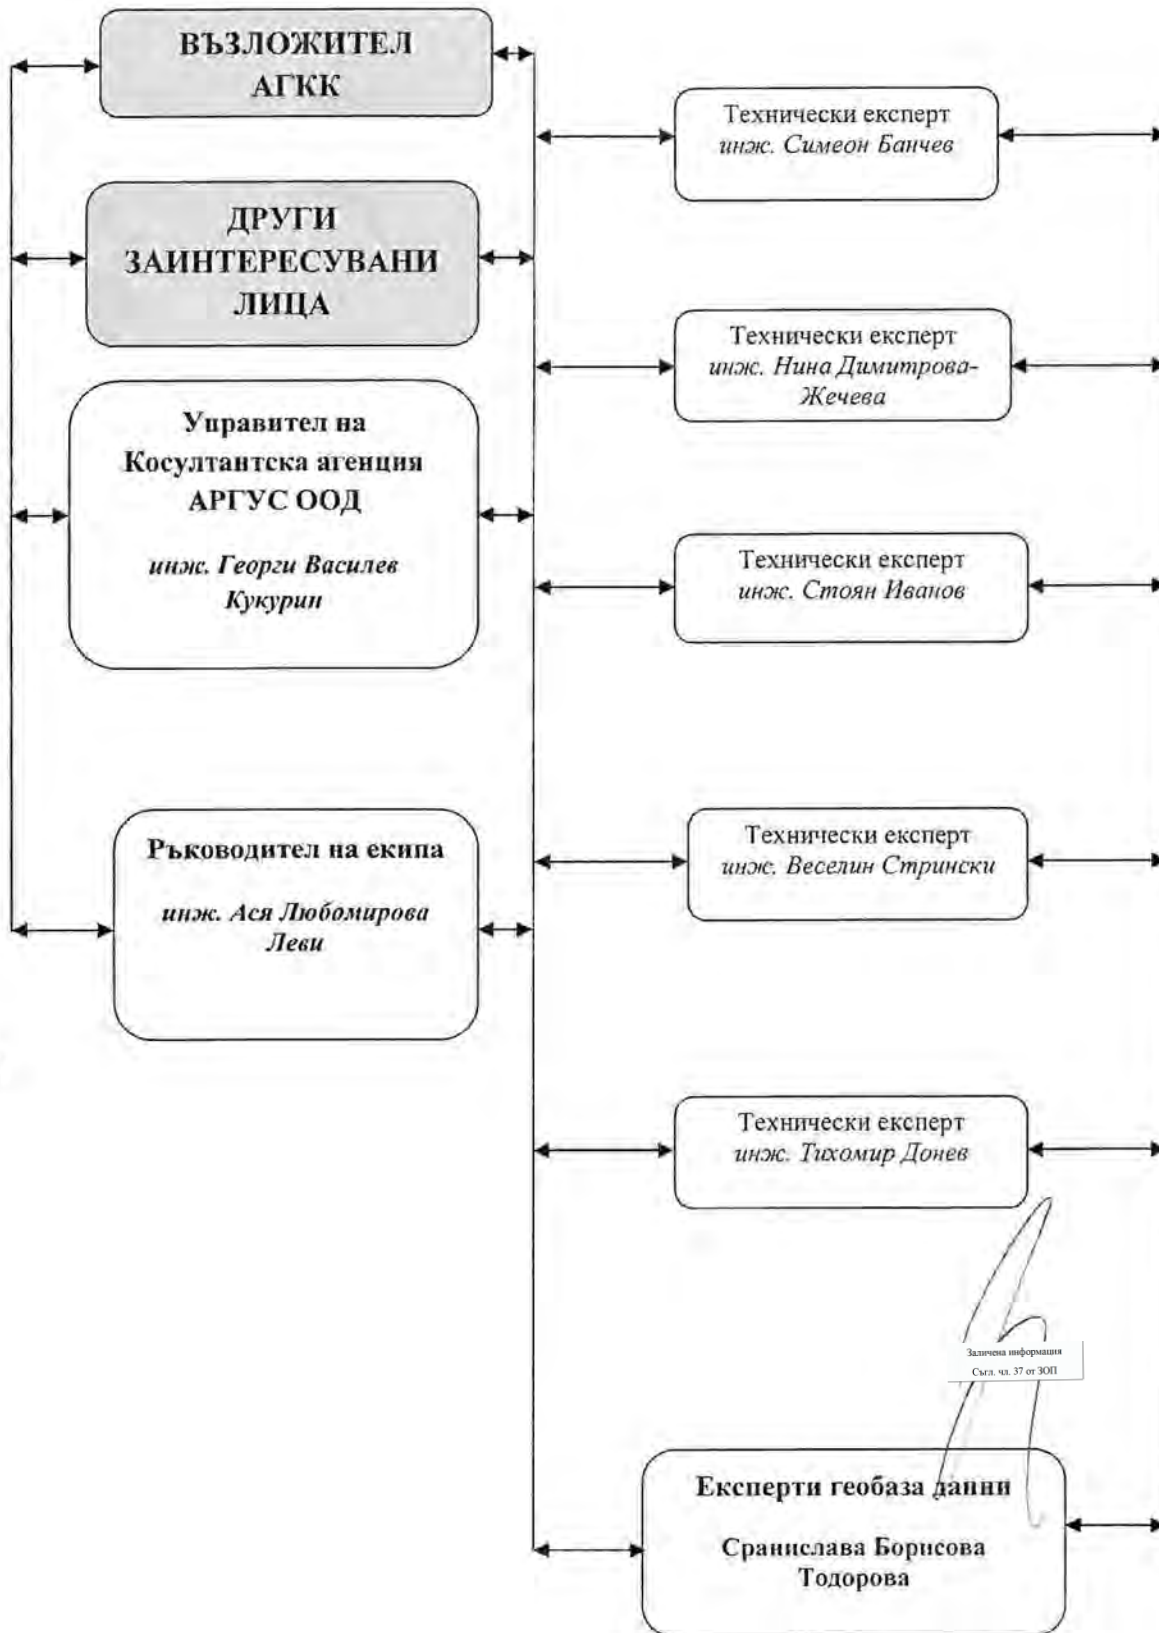 ВЪЗЛОЖИТЕЛ
АГКК
ДРУГИ
ЗАИНТЕРЕСУВАНИ
ЛИЦА
Управител на
Косултантска агенция
АРГУС ООД
инж. Георги Василев
Кукурин
Ръководител на екипа
инж. Ася Любомирова
Леви
Технически експерт
инж. Симеон Банчев
Технически експерт
инж. Нина Димитрова-
Жечева
Технически експерт
инж. Стоян Иванов
Технически експерт
инж. Веселин Стрински
Технически експерт
инж. Тихомир Донев
Заличена информация
Съгл. чл. 37 от ЗОП
Експерти геобаза данни
Сранислава Борисова
Тодорова